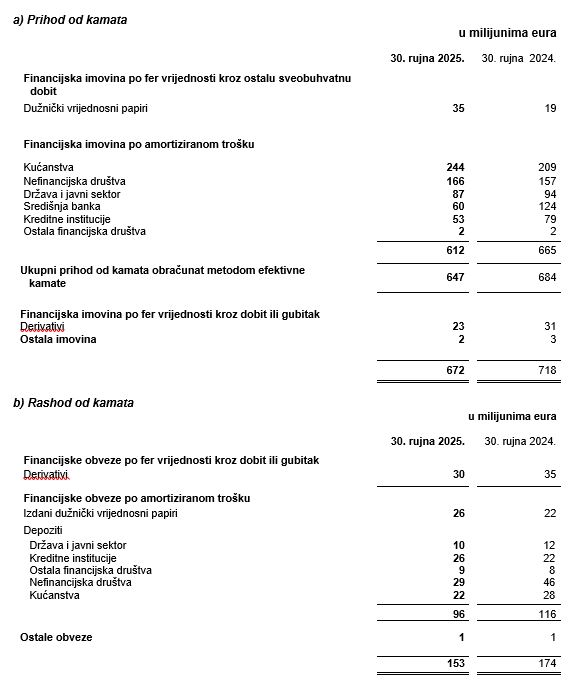 a) Prihod od kamata
u milijunima eura
30. rujna 2025. 30. rujna 2024.
Financijska imovina po fer vrijednosti kroz ostalu sveobuhvatnu
dobit
Dužnički vrijednosni papiri 35 19
Financijska imovina po amortiziranom trošku
Kućanstva 244 209
Nefinancijska društva 166 157
Država i javni sektor 87 94
Središnja banka 60 124
Kreditne institucije 53 79
Ostala financijska društva 2 2
612 665
Ukupni prihod od kamata obračunat metodom efektivne
kamate 647 684
Financijska imovina po fer vrijednosti kroz dobit ili gubitak
Derivativi 23 31
Ostala imovina 2 3
672 718
b) Rashod od kamata
u milijunima eura
30. rujna 2025. 30. rujna 2024.
Financijske obveze po fer vrijednosti kroz dobit ili gubitak
Derivativi 30 35
Financijske obveze po amortiziranom trošku
Izdani dužnički vrijednosni papiri 26 22
Depoziti
Država i javni sektor 10 12
Kreditne institucije 26 22
Ostala financijska društva 9 8
Nefinancijska društva 29 46
Kućanstva 22 28
96 116
Ostale obveze 1 1
153 174